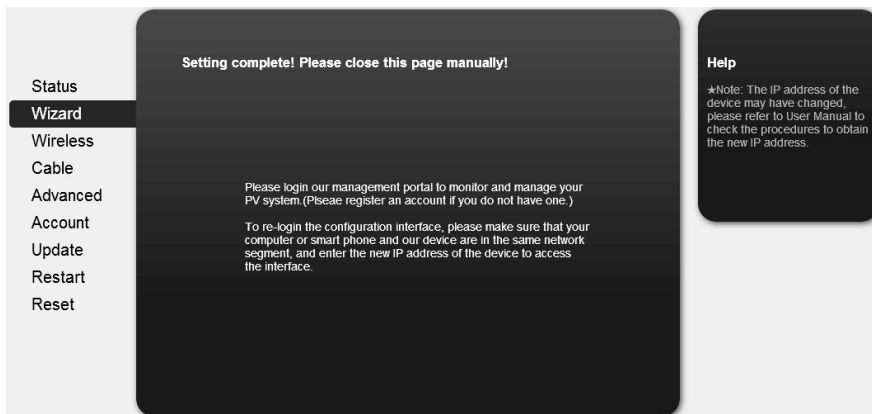 Status
Wizard
Wireless
Cable
Advanced
Account
Update
Restart
Reset
Setting complete! Please close this page manually!
Please login our management portal to monitor and manage your
PV system.(Plseae register an account if you do not have one.)
To re-login the configuration interface, please make sure that your
computer or smart phone and our device are in the same network
segment, and enter the new IP address of the device to access
the interface.
Help
★Note: The IP address of the
device may have changed,
please refer to User Manual to
check the procedures to obtain
the new IP address.